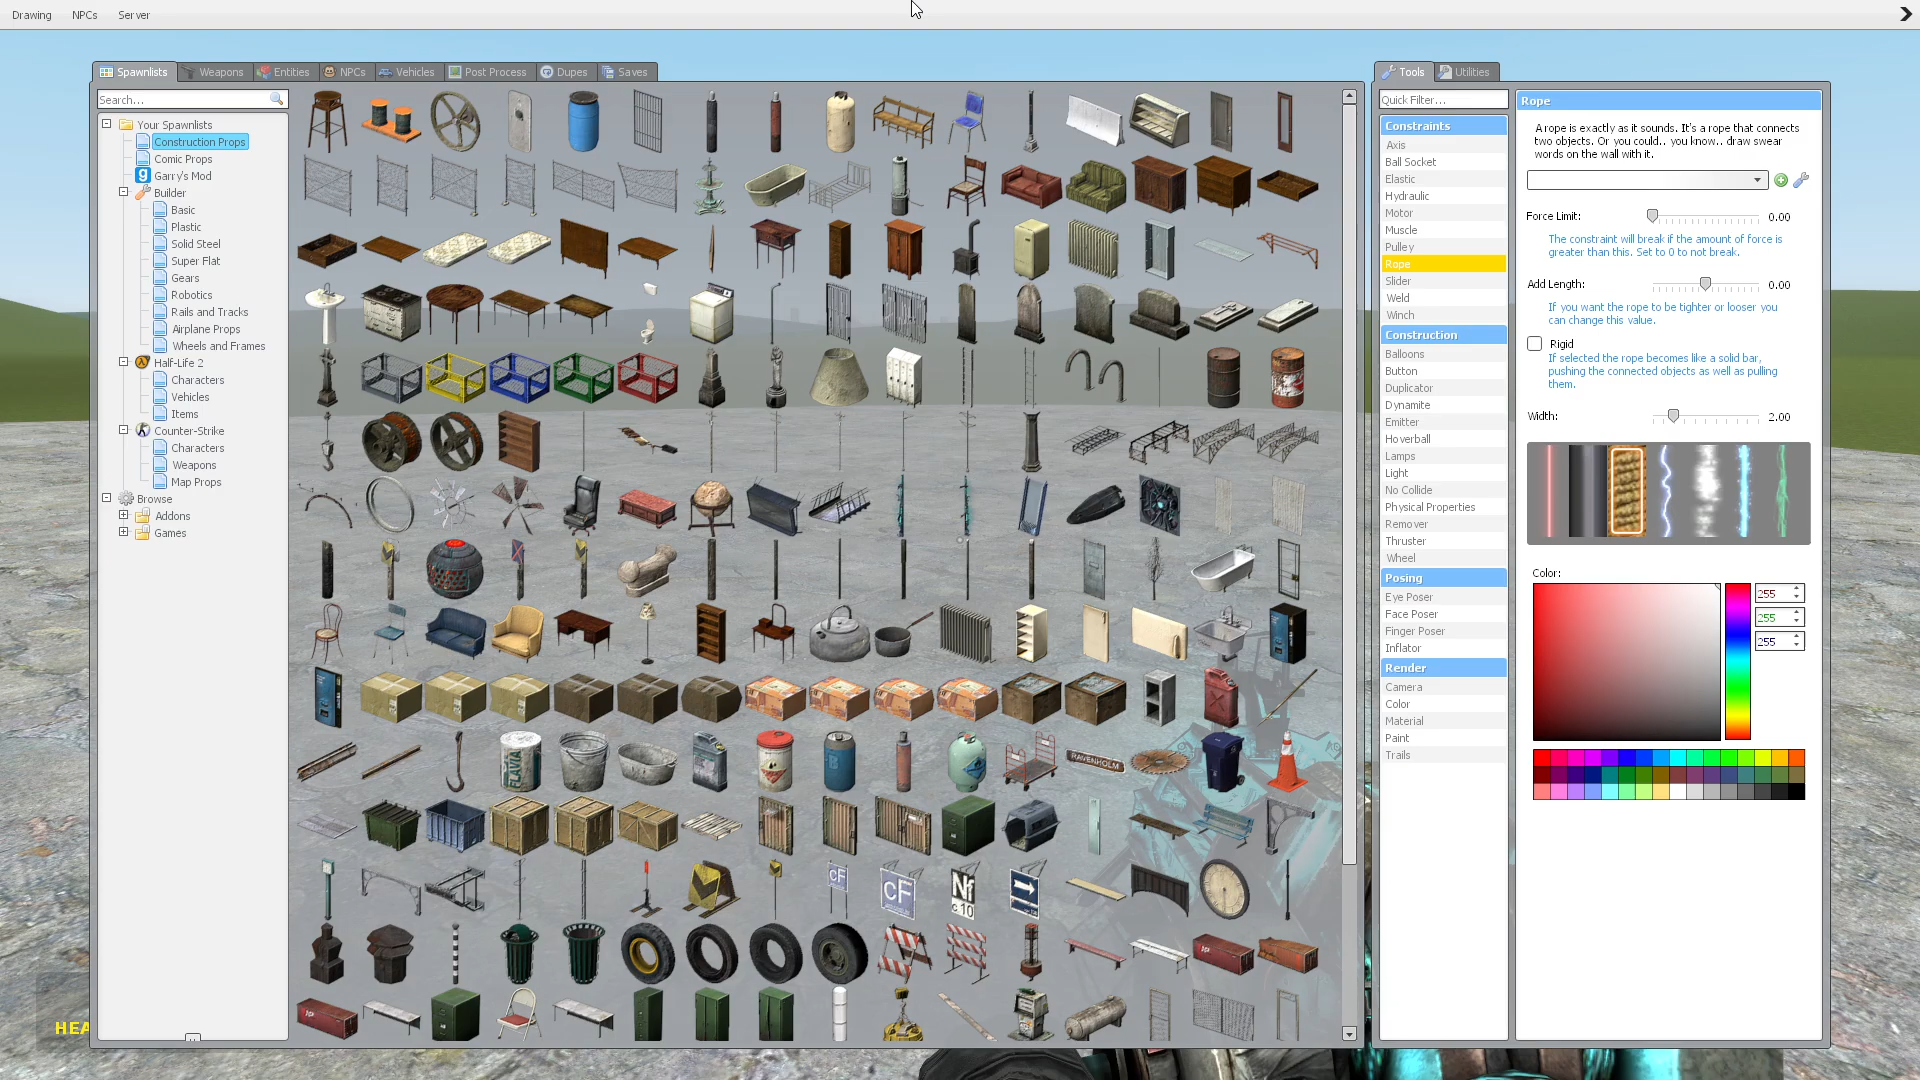 Drawing NPCs Server
Spawnlists Weapons Entities NPCs Vehicles Post Process Dupes Saves
Search...
Your Spawnlists
Construction Props
Comic Props
Garry's Mod
Builder
Basic
Plastic
Solid Steel
Super Flat
Gears
Robotics
Rails and Tracks
Airplane Props
Wheels and Frames
Half-Life 2
Characters
Vehicles
Items
Counter-Strike
Characters
Weapons
Map Props
Browse
Addons
Games
RAVENHOLM
cF
cF
Nf
c 10
HEA
Tools Utilities
Quick Filter...
Constraints
Axis
Ball Socket
Elastic
Hydraulic
Motor
Muscle
Pulley
Rope
Slider
Weld
Winch
Construction
Balloons
Button
Duplicator
Dynamite
Emitter
Hoverball
Lamps
Light
No Collide
Physical Properties
Remover
Thruster
Wheel
Posing
Eye Poser
Face Poser
Finger Poser
Inflator
Render
Camera
Color
Material
Paint
Trails
Rope
A rope is exactly as it sounds. It's a rope that connects
two objects. Or you could.. you know.. draw swear
words on the wall with it.
Force Limit: 0.00
The constraint will break if the amount of force is
greater than this. Set to 0 to not break.
Add Length: 0.00
If you want the rope to be tighter or looser you
can change this value.
Rigid
If selected the rope becomes like a solid bar,
pushing the connected objects as well as pulling
them.
Width: 2.00
Color:
255
255
255